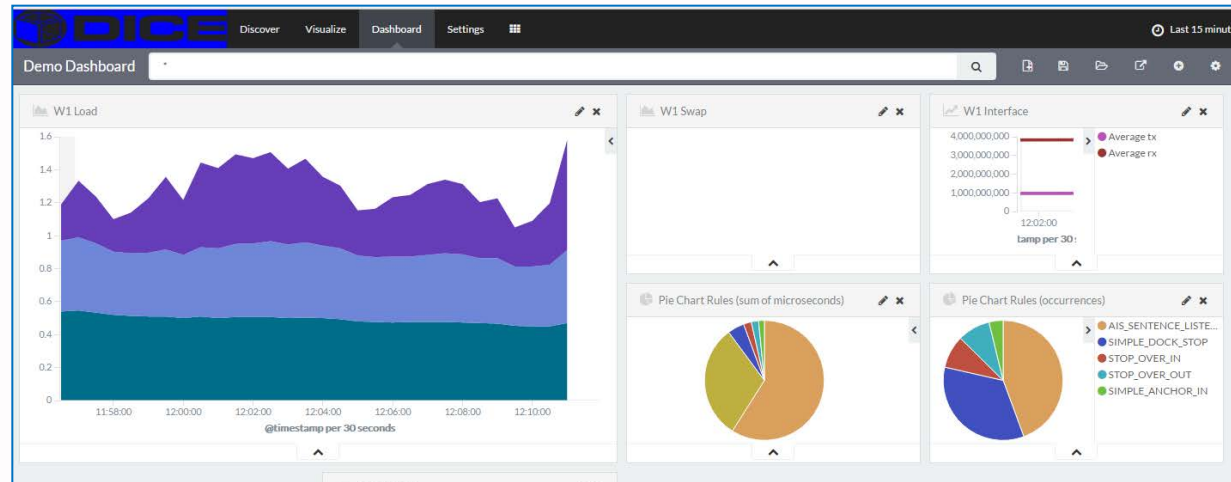 DICE
Discover Visualize Dashboard Settings
Last 15 minut
Demo Dashboard *
W1 Load
1.6
1.4
1.2
1
0.8
0.6
0.4
0.2
0
11:58:00 12:00:00 12:02:00 12:04:00 12:06:00 12:08:00 12:10:00
@timestamp per 30 seconds
W1 Swap
W1 Interface
4,000,000,000
3,000,000,000
2,000,000,000
1,000,000,000
0
12:02:00
tamp per 30 s
Average tx
Average rx
Pie Chart Rules (sum of microseconds)
Pie Chart Rules (occurrences)
AIS_SENTENCE_LISTE...
SIMPLE_DOCK_STOP
STOP_OVER_IN
STOP_OVER_OUT
SIMPLE_ANCHOR_IN